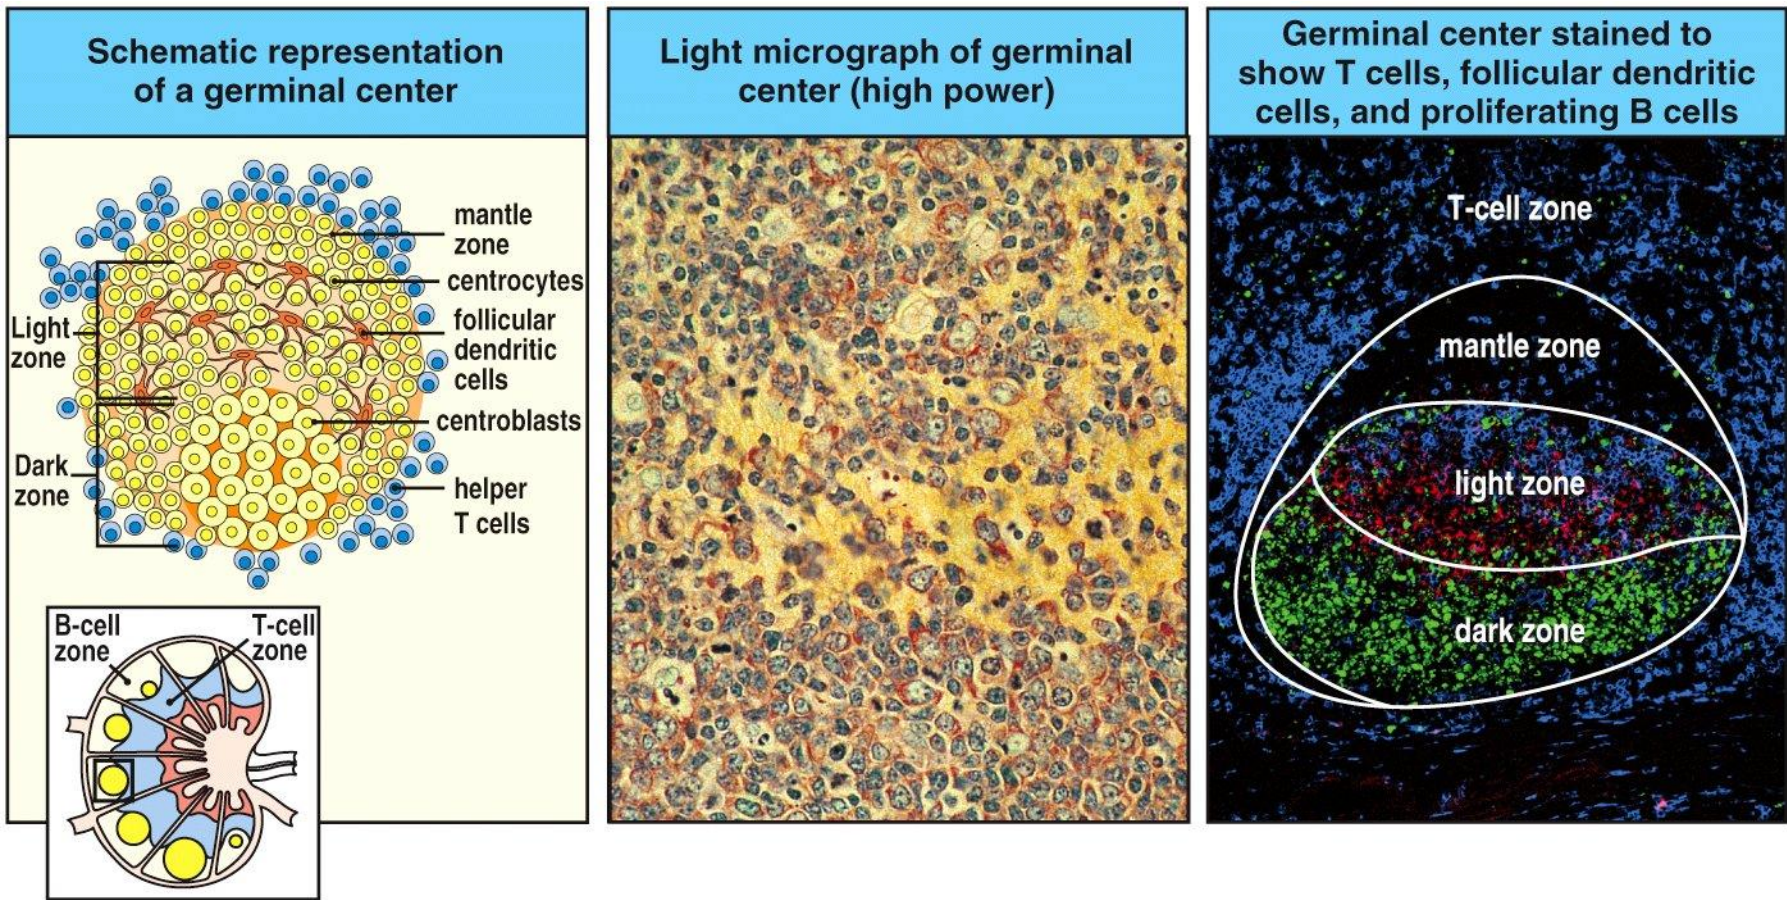 Schematic representation
of a germinal center
Light micrograph of germinal
center (high power)
Germinal center stained to
show T cells, follicular dendritic
cells, and proliferating B cells
mantle
zone
centrocytes
follicular
dendritic
cells
centroblasts
helper
T cells
Light
zone
Dark
zone
B-cell
zone
T-cell
zone
T-cell zone
mantle zone
light zone
dark zone